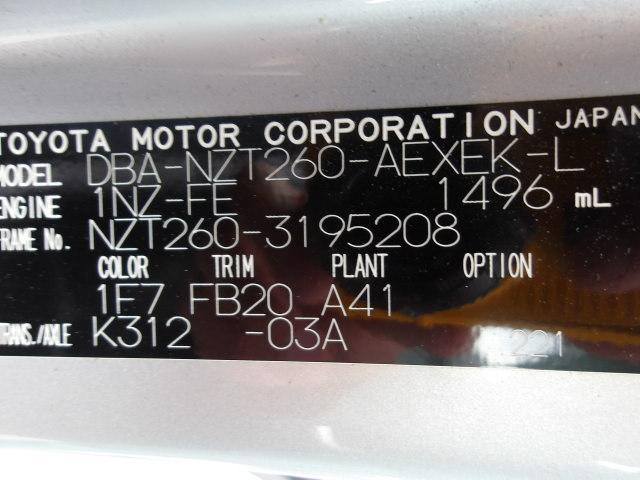 TOYOTA MOTOR CORPORATION JAPAN
MODEL DBA-NZT260-AEXEK-L
ENGINE 1NZ-FE 1496 mL
FRAME No. NZT260-3195208
COLOR TRIM PLANT OPTION
1F7 FB20 A41
TRANS./AXLE K312 -03A